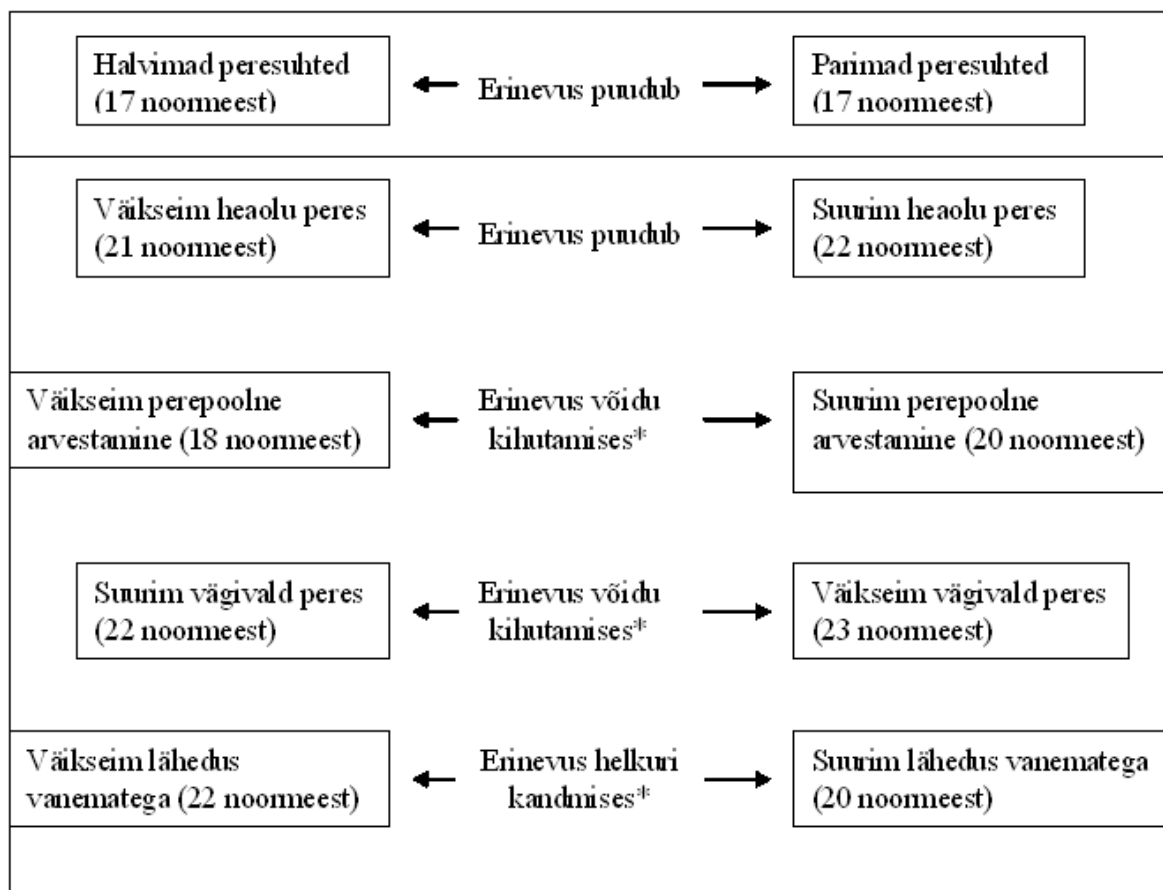 Halvimad peresuhted
(17 noormeest)
Erinevus puudub
Parimad peresuhted
(17 noormeest)
Väikseim heaolu peres
(21 noormeest)
Erinevus puudub
Suurim heaolu peres
(22 noormeest)
Väikseim perepoolne
arvestamine (18 noormeest)
Erinevus võidu
kihutamises*
Suurim perepoolne
arvestamine (20 noormeest)
Suurim vägivald peres
(22 noormeest)
Erinevus võidu
kihutamises*
Väikseim vägivald peres
(23 noormeest)
Väikseim lähedus
vanematega (22 noormeest)
Erinevus helkuri
kandmises*
Suurim lähedus vanematega
(20 noormeest)